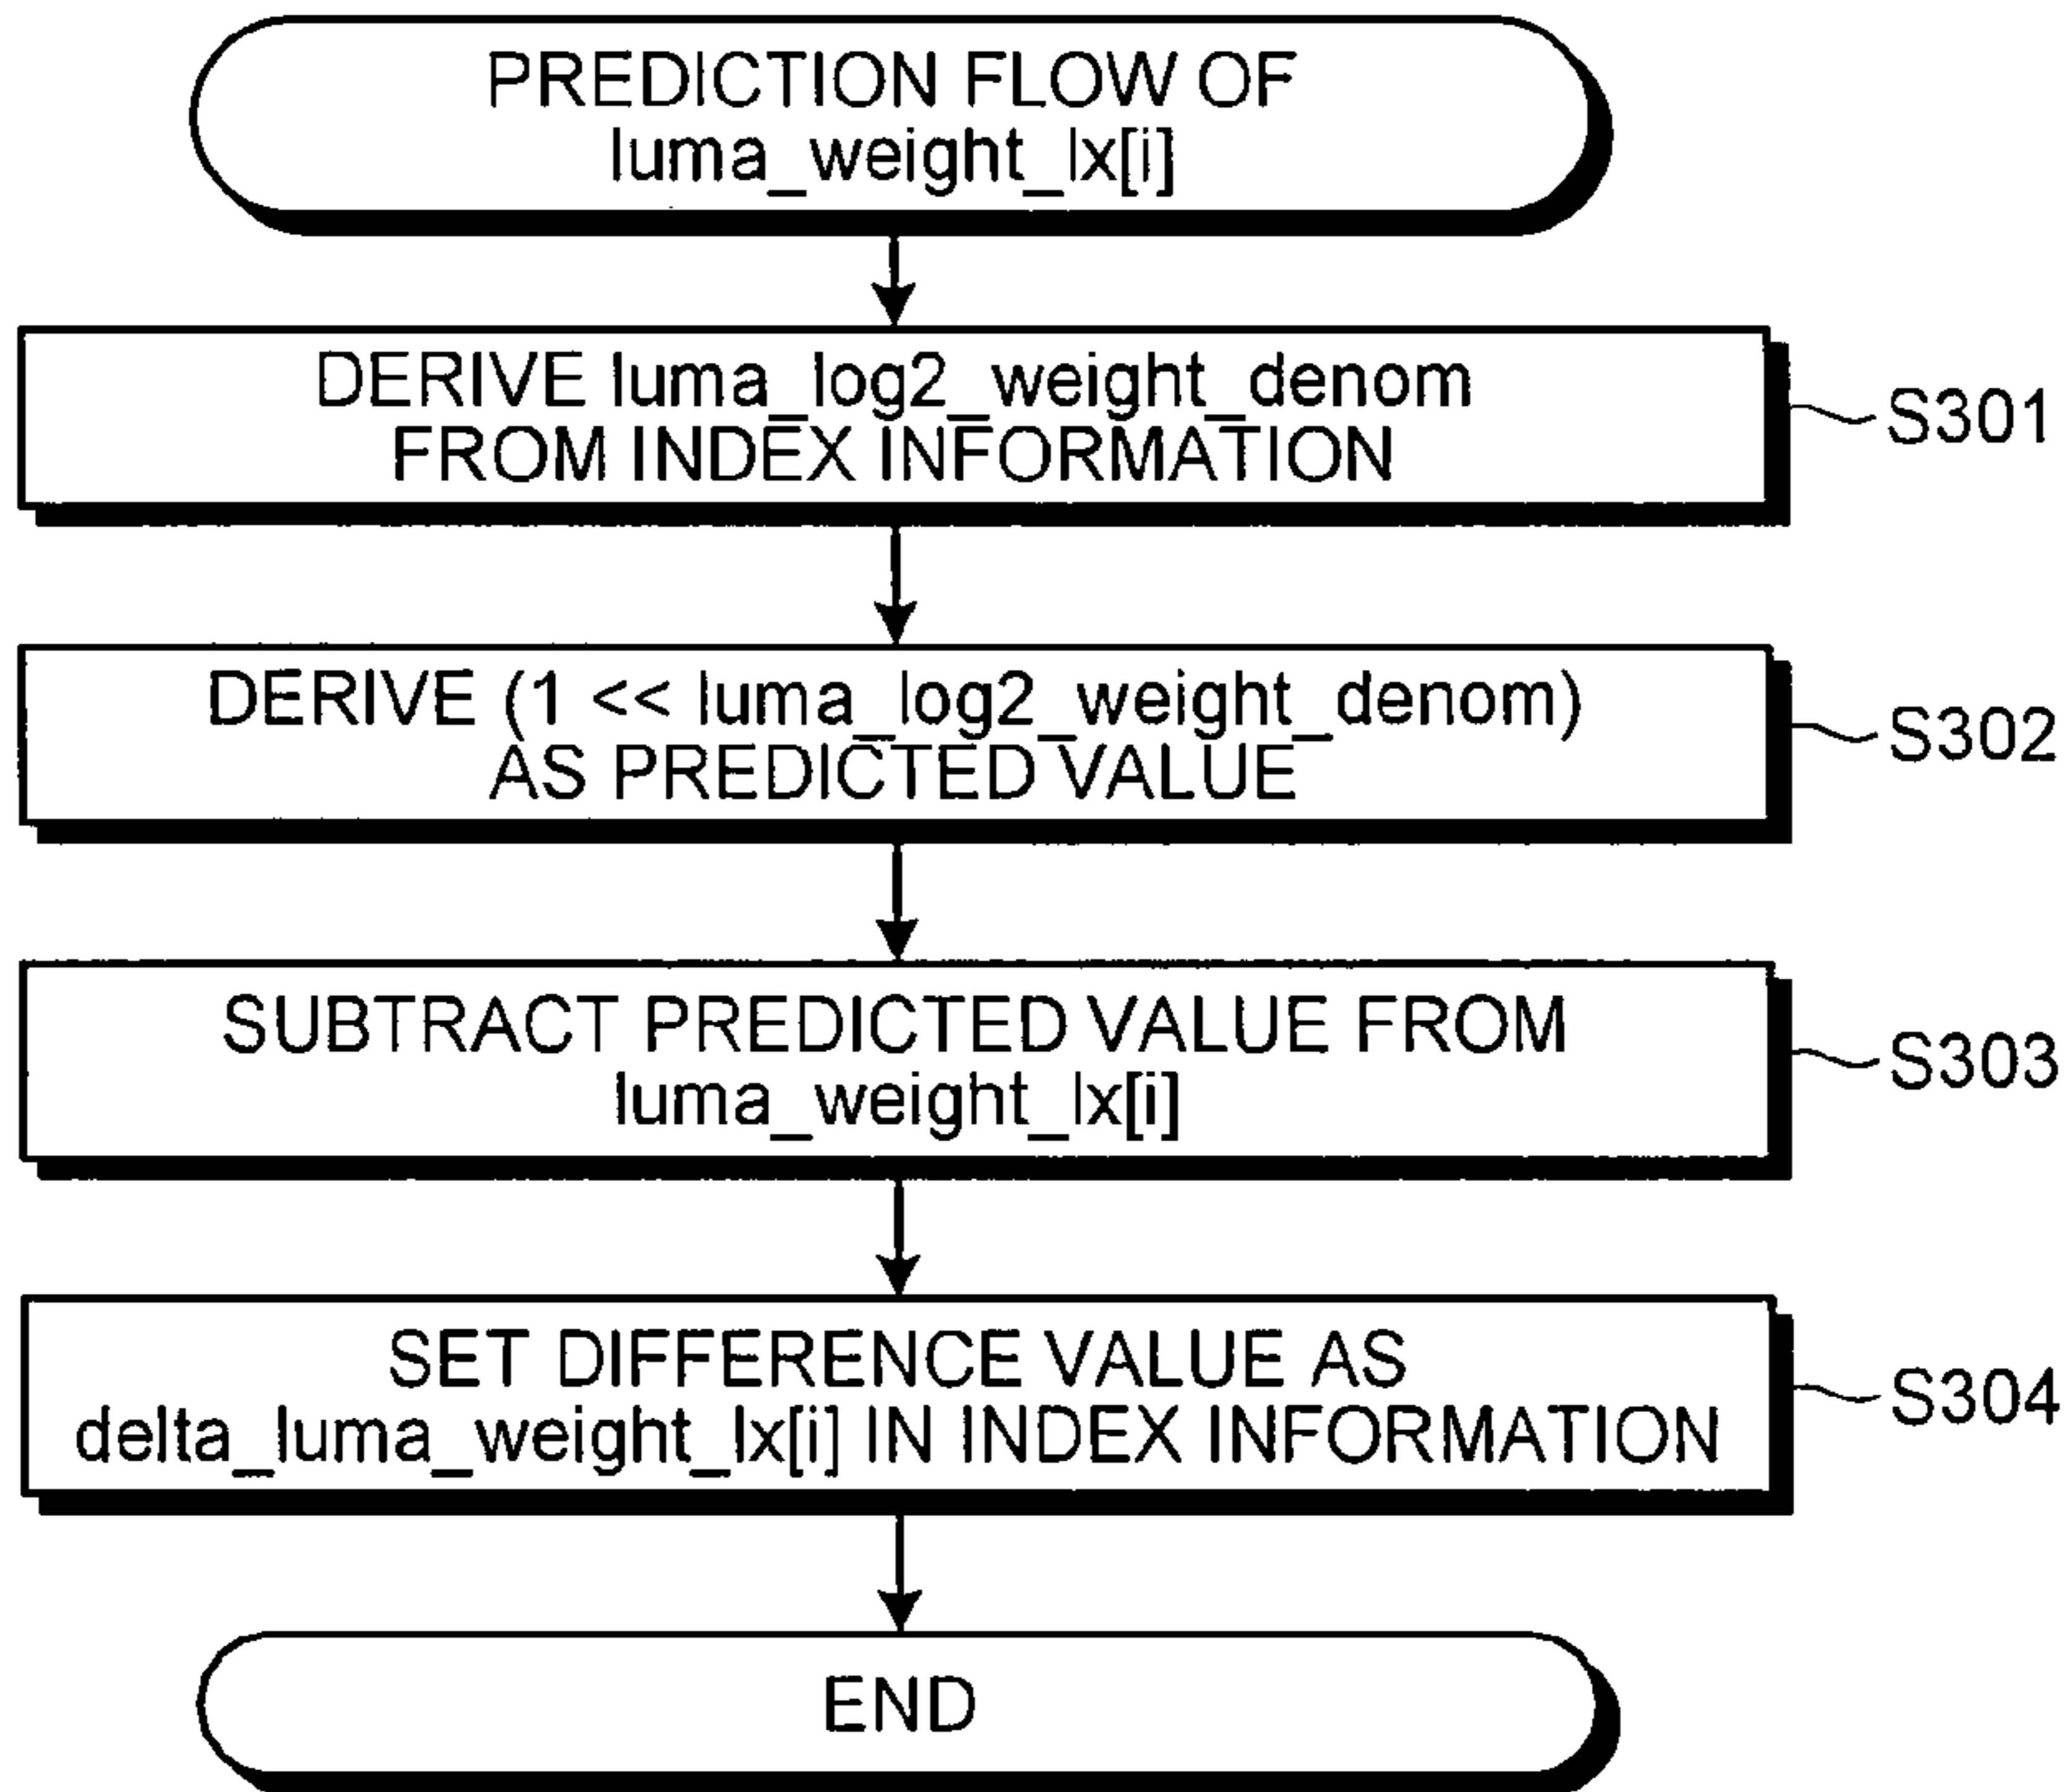 PREDICTION FLOW OF
luma_weight_lx[i]
DERIVE luma_log2_weight_denom
FROM INDEX INFORMATION
S301
DERIVE (1 << luma_log2_weight_denom)
AS PREDICTED VALUE
S302
SUBTRACT PREDICTED VALUE FROM
luma_weight_lx[i]
S303
SET DIFFERENCE VALUE AS
delta_luma_weight_lx[i] IN INDEX INFORMATION
S304
END